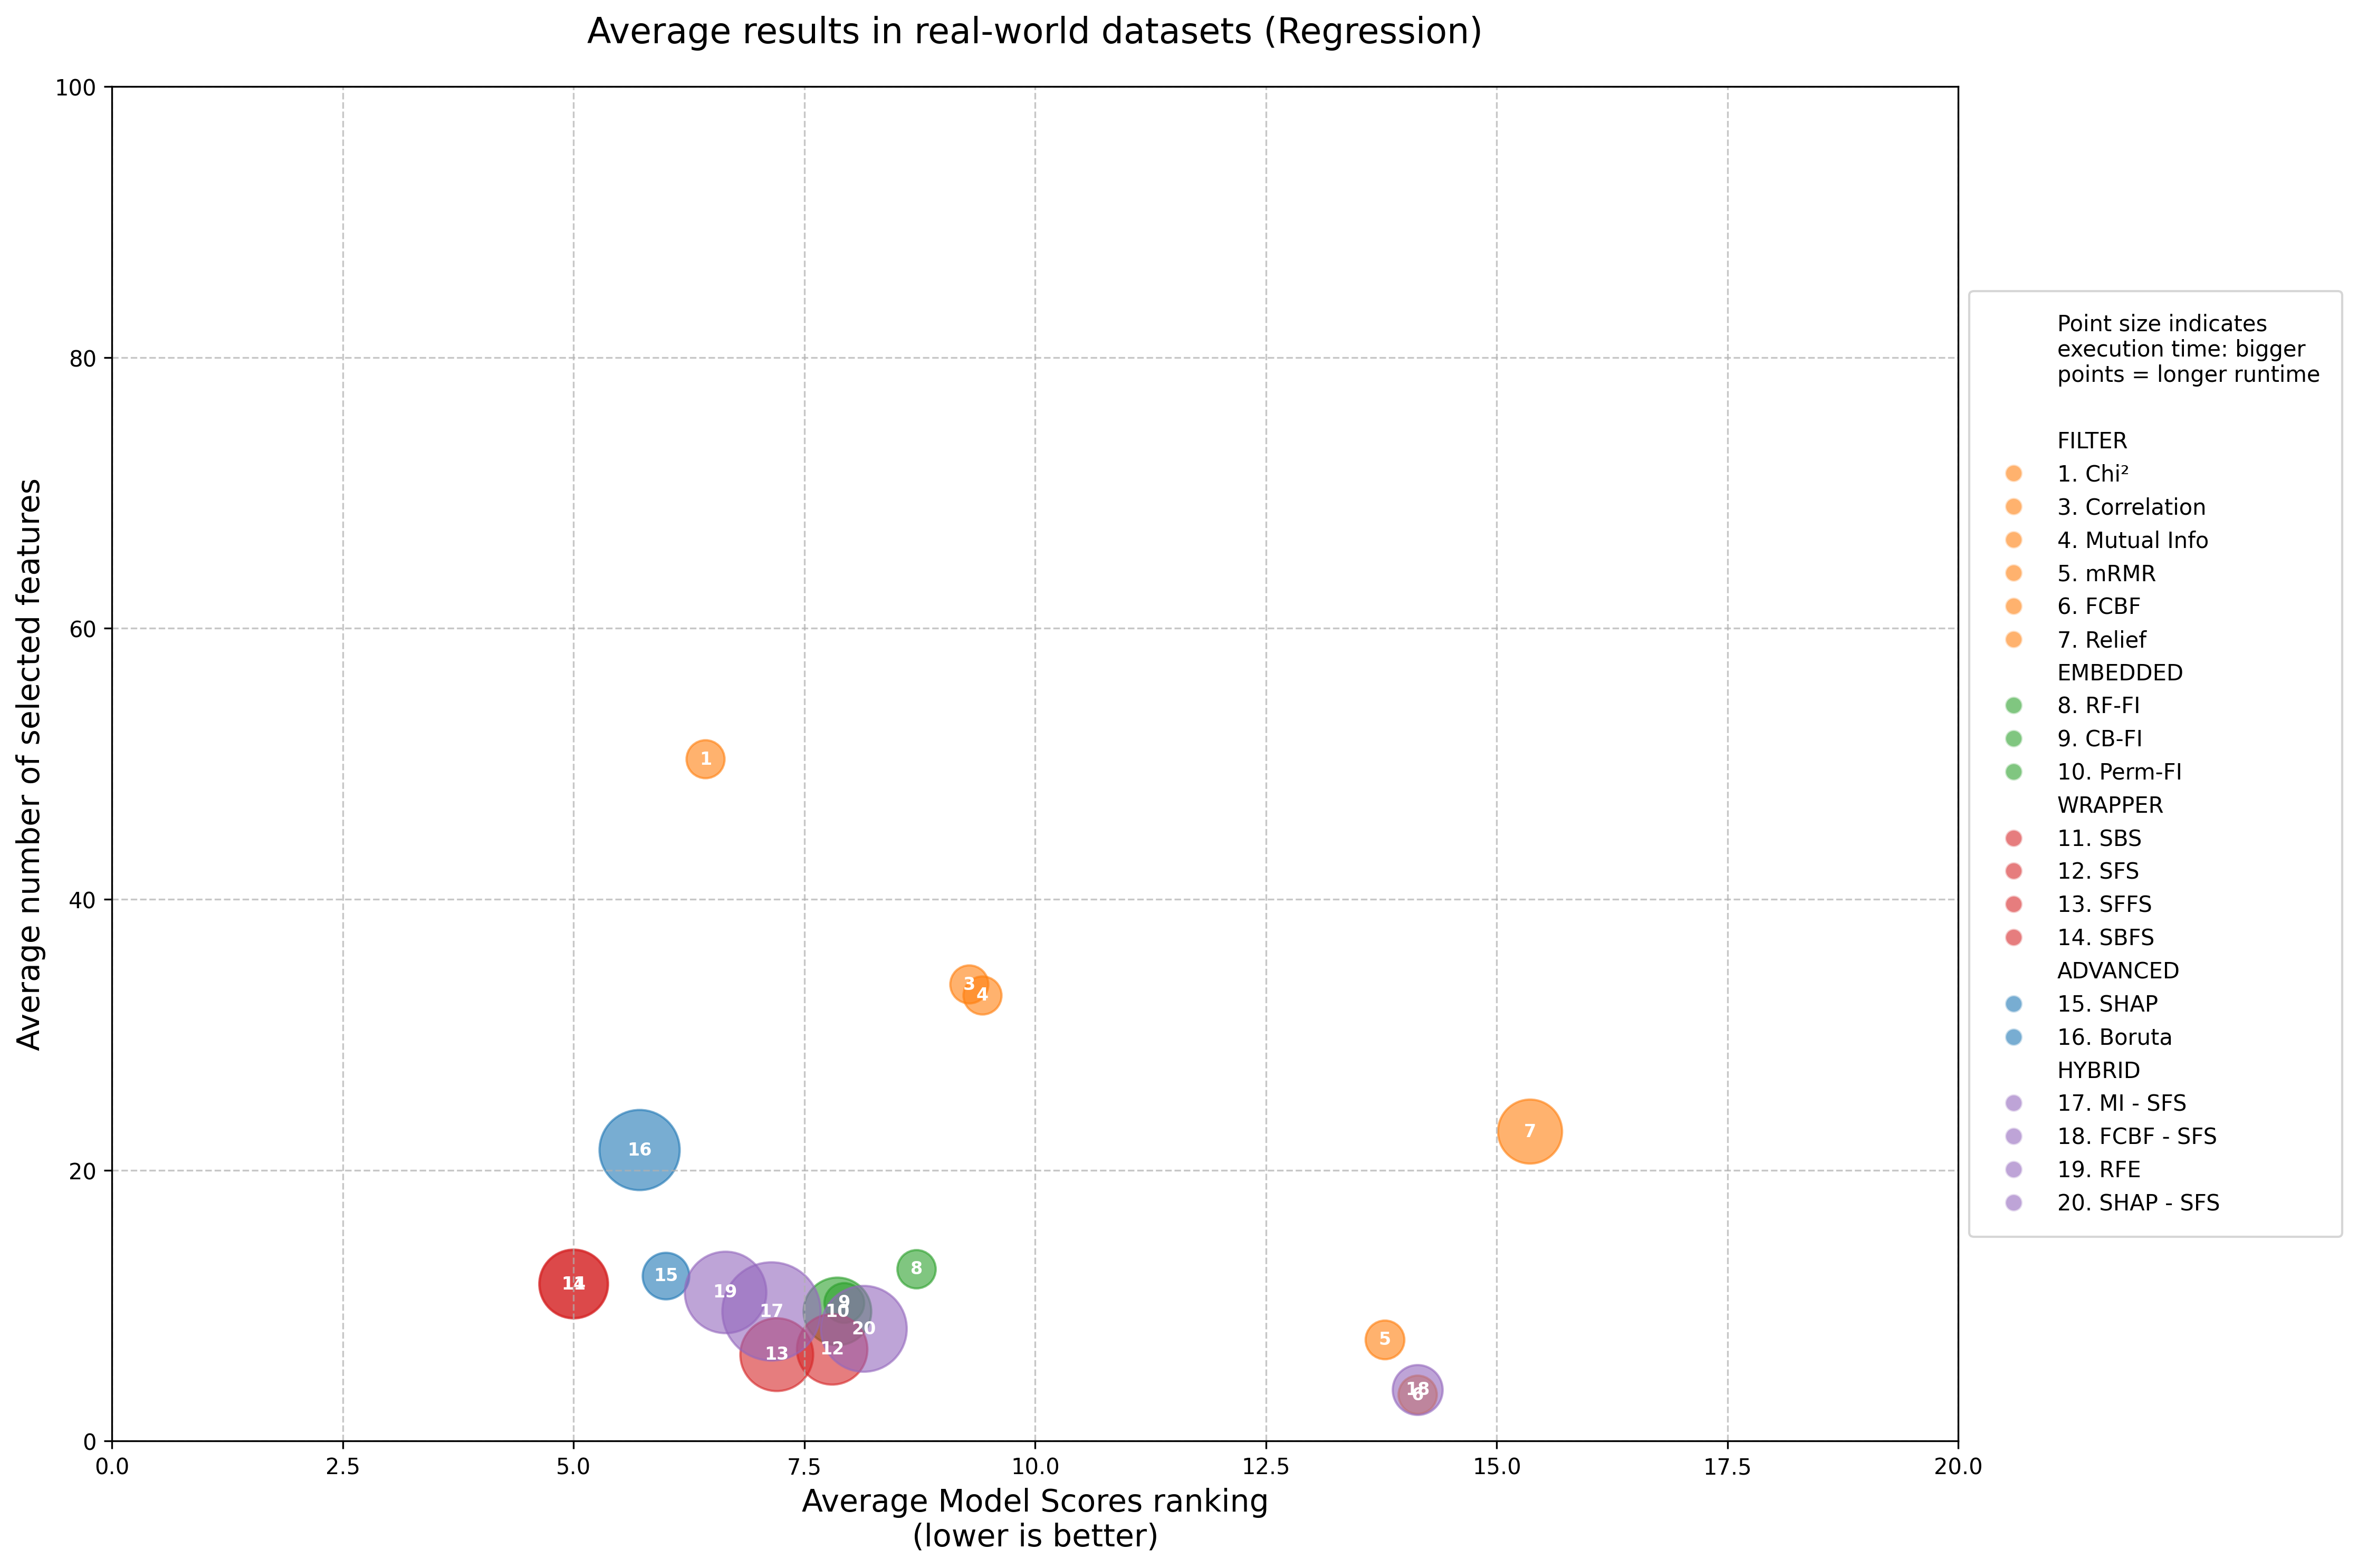 Average results in real-world datasets (Regression)
Average number of selected features
100
80
60
40
20
0
0.0 2.5 5.0 7.5 10.0 12.5 15.0 17.5 20.0
Average Model Scores ranking
(lower is better)
1
3
4
16
7
15
19
17
10
9
8
20
13
12
5
18
6
11
14
Point size indicates
execution time: bigger
points = longer runtime
FILTER
1. Chi²
3. Correlation
4. Mutual Info
5. mRMR
6. FCBF
7. Relief
EMBEDDED
8. RF-FI
9. CB-FI
10. Perm-FI
WRAPPER
11. SBS
12. SFS
13. SFFS
14. SBFS
ADVANCED
15. SHAP
16. Boruta
HYBRID
17. MI - SFS
18. FCBF - SFS
19. RFE
20. SHAP - SFS